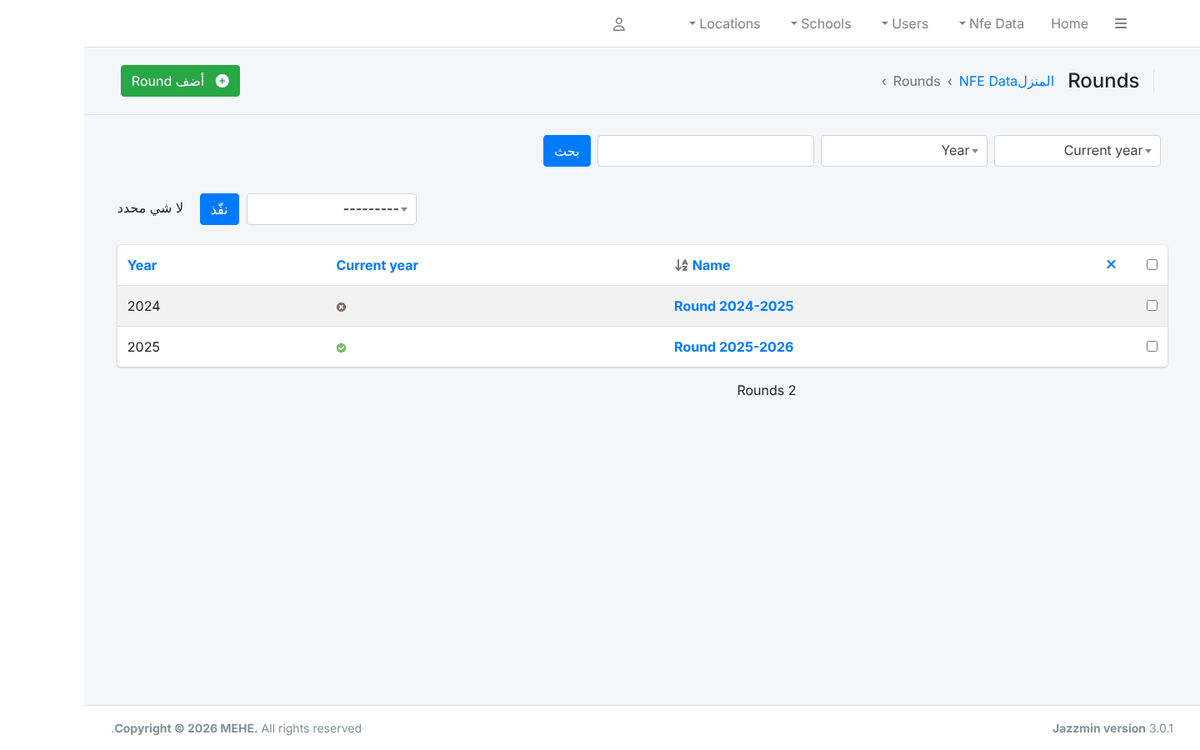 Home Nfe Data Users Schools Locations
Rounds المنزل NFE Data ‹ Rounds ‹
أضف Round
Current year Year بحث
--------- نفّذ لا شي محدد
Name Current year Year
Round 2024-2025 2024
Round 2025-2026 2025
2 Rounds
Jazzmin version 3.0.1
Copyright © 2026 MEHE. All rights reserved.